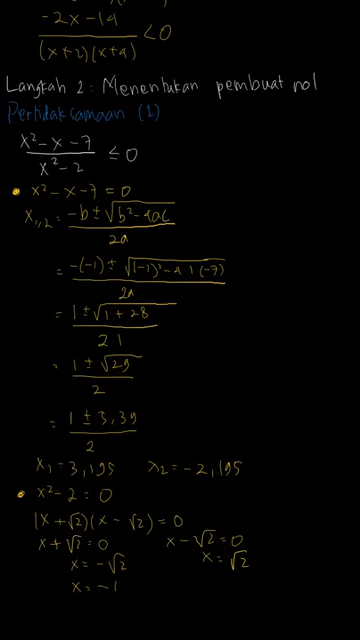 -2x - 14 / (x+2)(x+4) < 0
Langkah 2 : Menentukan pembuat nol
Pertidaksamaan (1)
x² - x - 7 / x² - 2 ≤ 0
• x² - x - 7 = 0
x₁,₂ = -b ± √b² - 4ac / 2a
= -(-1) ± √(-1)² - 4 1 (-7) / 2a
= 1 ± √1 + 28 / 2 1
= 1 ± √29 / 2
= 1 ± 5,39 / 2
x₁ = 3,195 x₂ = -2,195
• x² - 2 = 0
(x + √2)(x - √2) = 0
x + √2 = 0 x - √2 = 0
x = -√2 x = √2
x = -1